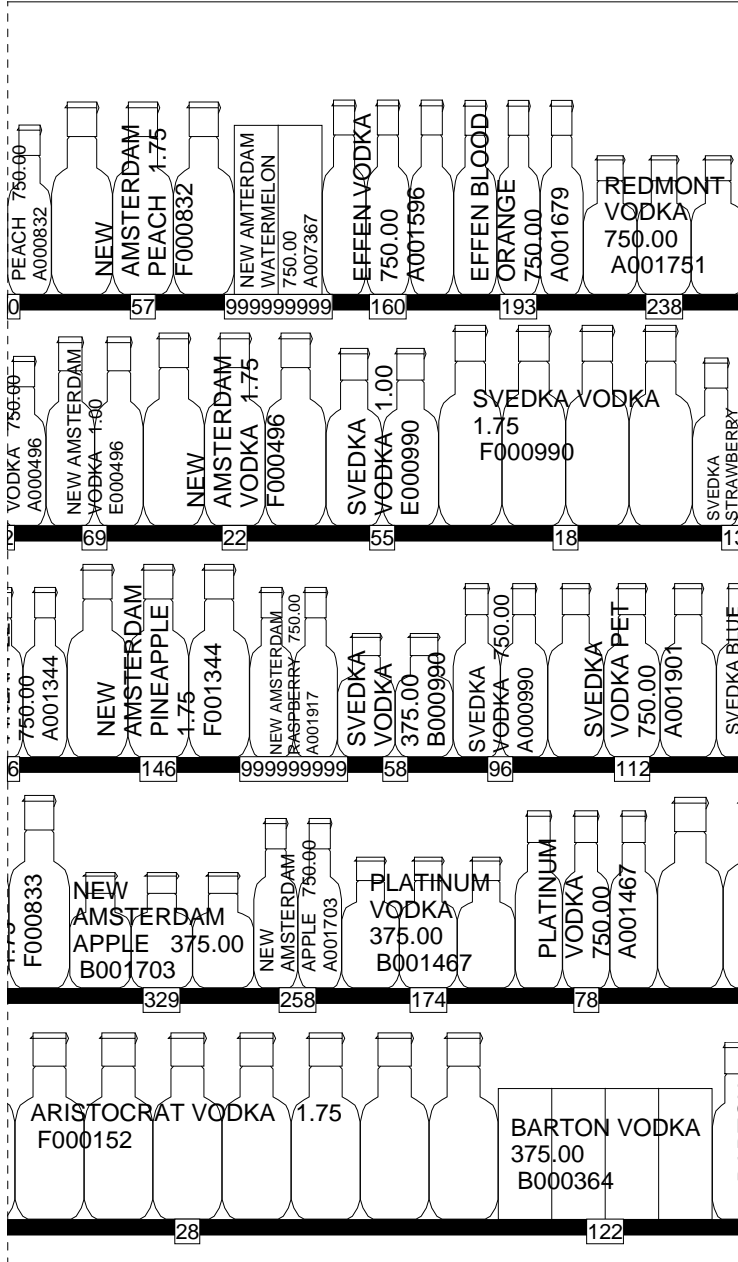 PEACH 750.00
A000832
NEW
AMSTERDAM
PEACH 1.75
F000832
NEW AMTERDAM
WATERMELON
750.00
A007367
EFFEN VODKA
750.00
A001596
EFFEN BLOOD
ORANGE
750.00
A001679
REDMONT
VODKA
750.00
A001751
0
57
999999999
160
193
238
VODKA 750.00
A000496
NEW AMSTERDAM
VODKA 1.00
E000496
NEW
AMSTERDAM
VODKA 1.75
F000496
SVEDKA
VODKA 1.00
E000990
SVEDKA VODKA
1.75
F000990
SVEDKA
STRAWBERRY
69
22
55
18
13
750.00
A001344
NEW
AMSTERDAM
PINEAPPLE
1.75
F001344
NEW AMSTERDAM
RASPBERRY 750.00
A001917
SVEDKA
VODKA
375.00
B000990
SVEDKA
VODKA 750.00
A000990
SVEDKA
VODKA PET
750.00
A001901
SVEDKA BLUE
6
146
999999999
58
96
112
1.75
F000833
NEW
AMSTERDAM
APPLE 375.00
B001703
NEW
AMSTERDAM
APPLE 750.00
A001703
PLATINUM
VODKA
375.00
B001467
PLATINUM
VODKA
750.00
A001467
329
258
174
78
ARISTOCRAT VODKA 1.75
F000152
BARTON VODKA
375.00
B000364
28
122